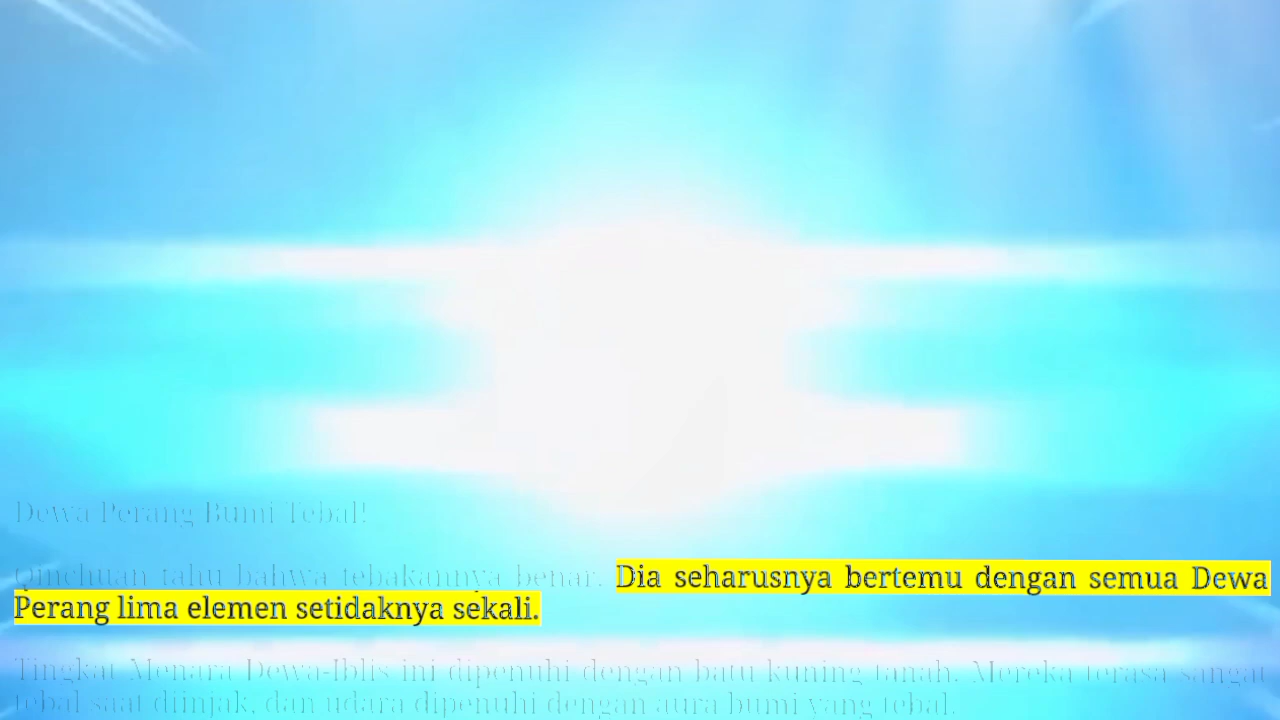 Dewa Perang Bumi Tebal!
Qinchuan tahu bahwa tebakannya benar. Dia seharusnya bertemu dengan semua Dewa
Perang lima elemen setidaknya sekali.
Tingkat Menara Dewa-Iblis ini dipenuhi dengan batu kuning tanah. Mereka terasa sangat
tebal saat diinjak, dan udara dipenuhi dengan aura bumi yang tebal.